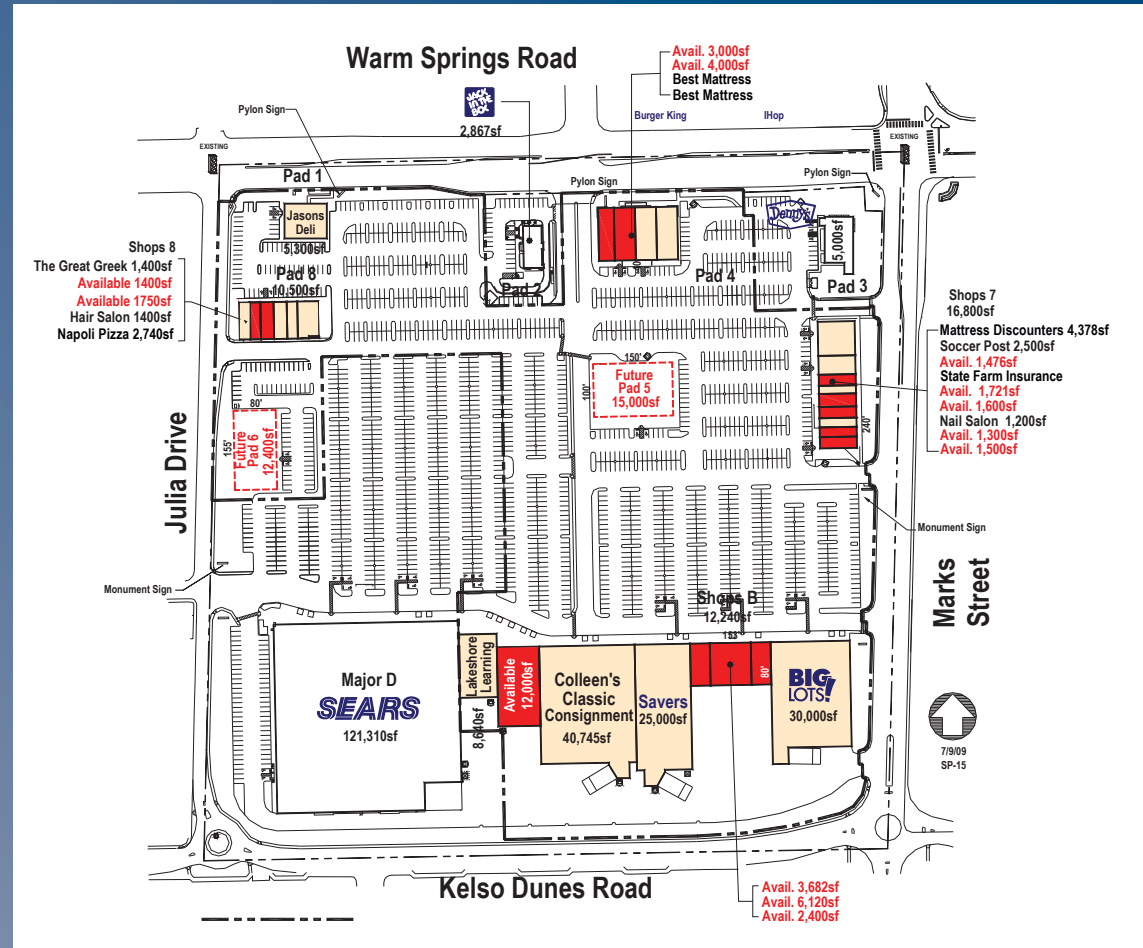 Warm Springs Road
Avail. 3,000sf
Avail. 4,000sf
Best Mattress
Best Mattress
JACK IN THE BOX
2,867sf
Pylon Sign
Burger King
IHop
EXISTING
EXISTING
Pad 1
Pylon Sign
Pylon Sign
Jasons
Deli
5,300sf
Denny's
5,000sf
Pad 8
10,500sf
Pad 2
Pad 4
Pad 3
Shops 8
The Great Greek 1,400sf
Available 1400sf
Available 1750sf
Hair Salon 1400sf
Napoli Pizza 2,740sf
Shops 7
16,800sf
Mattress Discounters 4,378sf
Soccer Post 2,500sf
Avail. 1,476sf
State Farm Insurance
Avail. 1,721sf
Avail. 1,600sf
Nail Salon 1,200sf
Avail. 1,300sf
Avail. 1,500sf
150'
100'
Future
Pad 5
15,000sf
240'
80'
155'
Future
Pad 6
12,400sf
Julia Drive
Monument Sign
Monument Sign
Marks
Street
Shops B
12,240sf
153'
80'
Major D
SEARS
121,310sf
Lakeshore
Learning
8,640sf
Available
12,000sf
Colleen's
Classic
Consignment
40,745sf
Savers
25,000sf
BIG
LOTS!
30,000sf
7/9/09
SP-15
Kelso Dunes Road
Avail. 3,682sf
Avail. 6,120sf
Avail. 2,400sf